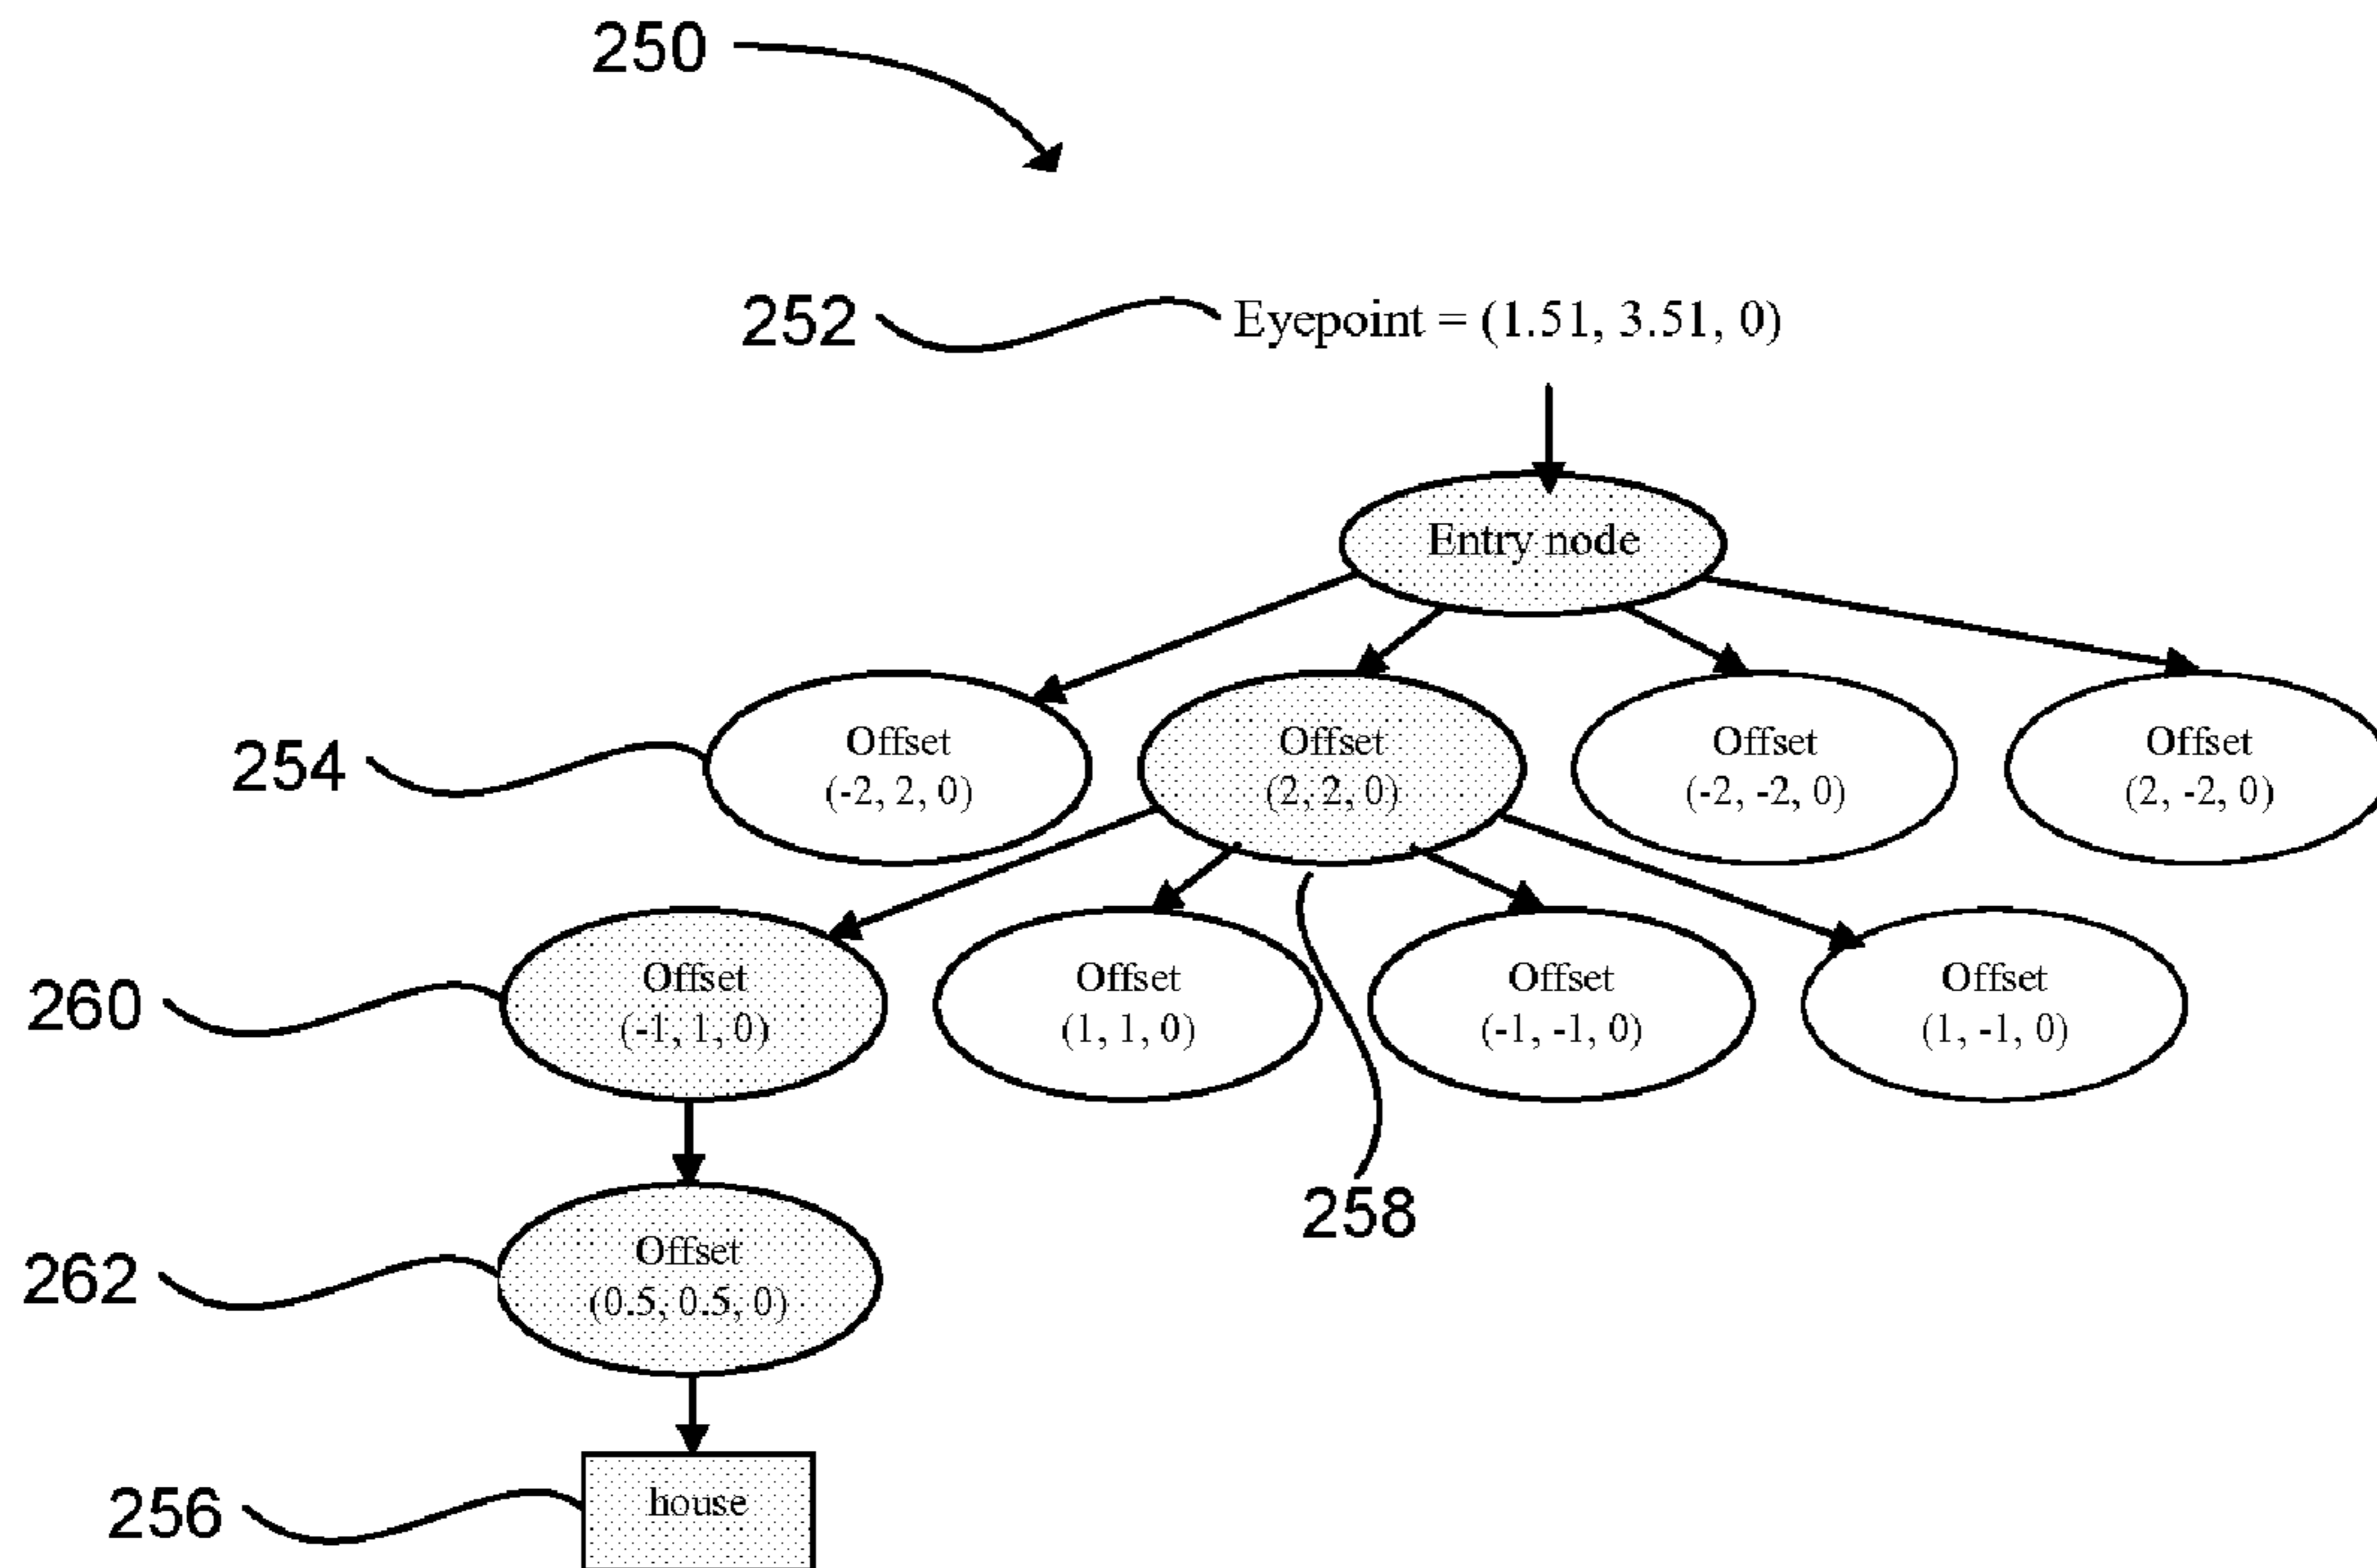 250
252
Eyepoint = (1.51, 3.51, 0)
Entry node
254
Offset
(-2, 2, 0)
Offset
(2, 2, 0)
Offset
(-2, -2, 0)
Offset
(2, -2, 0)
260
Offset
(-1, 1, 0)
Offset
(1, 1, 0)
Offset
(-1, -1, 0)
Offset
(1, -1, 0)
258
262
Offset
(0.5, 0.5, 0)
256
house